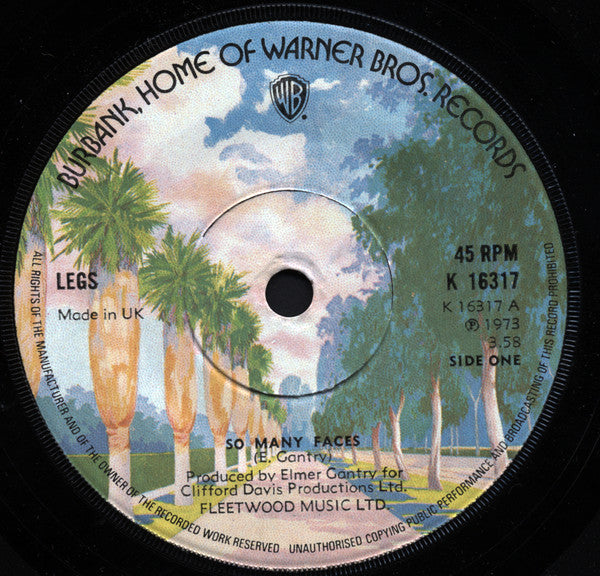 BURBANK, HOME OF WARNER BROS. RECORDS
WB
LEGS
Made in UK
45 RPM
K 16317
K 16317 A
℗ 1973
3.58
SIDE ONE
SO MANY FACES
(E. Gantry)
Produced by Elmer Gantry for
Clifford Davis Productions Ltd.
FLEETWOOD MUSIC LTD.
ALL RIGHTS OF THE MANUFACTURER AND OF THE OWNER OF THE RECORDED WORK RESERVED · UNAUTHORISED COPYING PUBLIC PERFORMANCE AND BROADCASTING OF THIS RECORD PROHIBITED